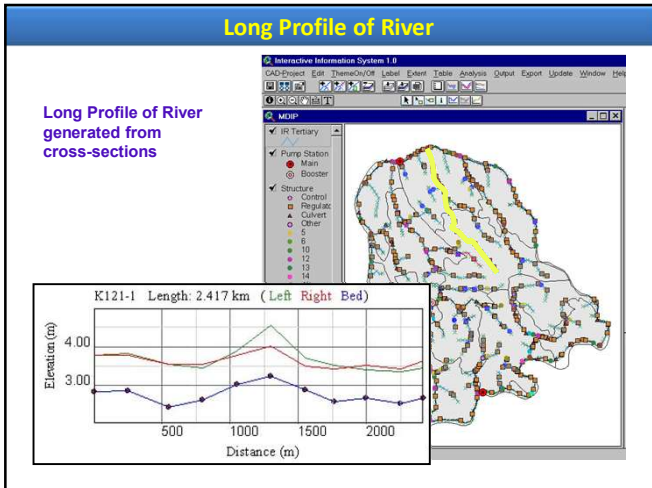 Long Profile of River
Long Profile of River
generated from
cross-sections
Interactive Information System 1.0
CAD-Project Edit ThemeOn/Off Label Extent Table Analysis Output Export Update Window Help
MDIP
IR Tertiary
Pump Station
Main
Booster
Structure
Control
Regulato
Culvert
Other
5
6
10
12
13
14
K121-1 Length: 2.417 km (Left Right Bed)
Elevation (m)
4.00
3.00
500 1000 1500 2000
Distance (m)